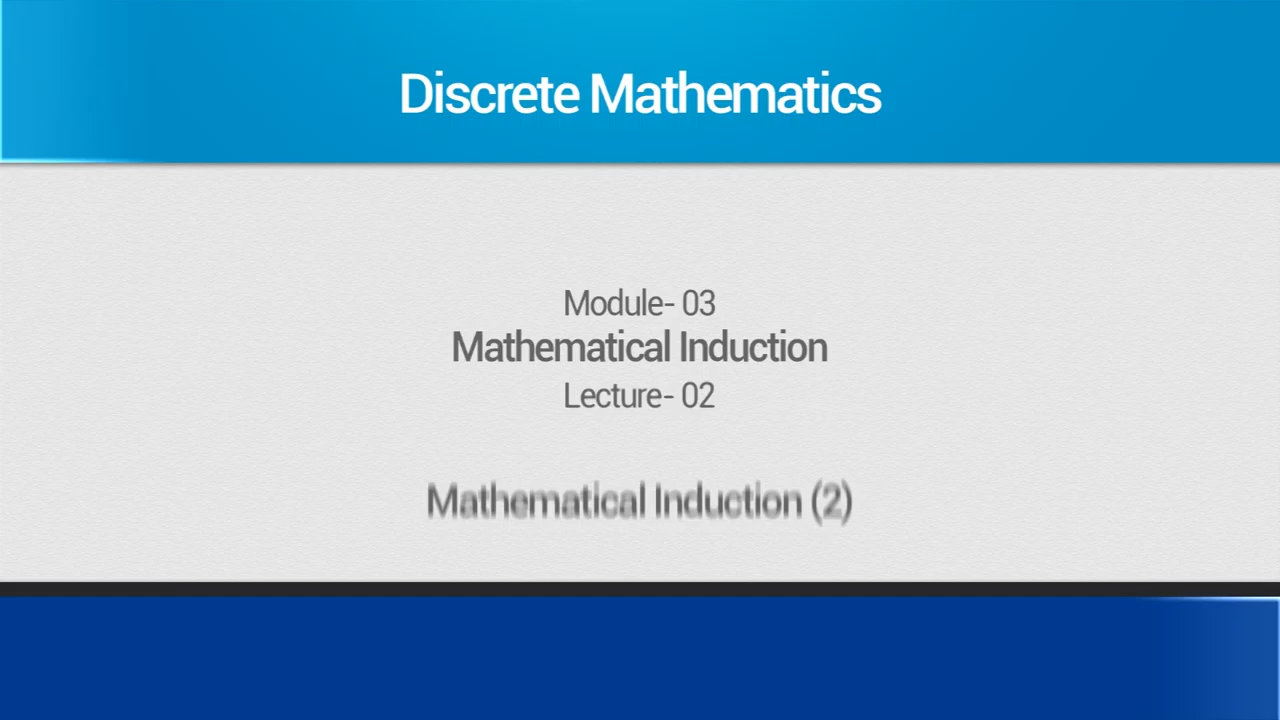 Discrete Mathematics
Module- 03
Mathematical Induction
Lecture- 02
Mathematical Induction (2)